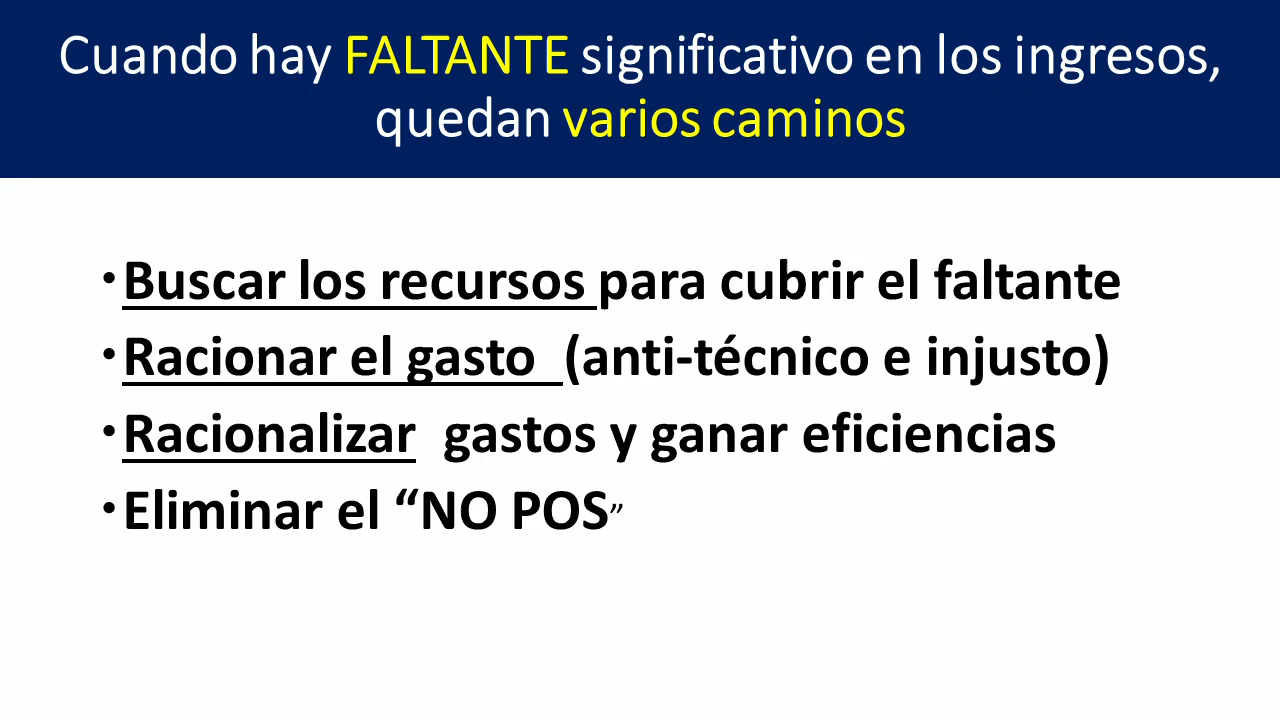 Cuando hay FALTANTE significativo en los ingresos,
quedan varios caminos
•Buscar los recursos para cubrir el faltante
•Racionar el gasto (anti-técnico e injusto)
•Racionalizar gastos y ganar eficiencias
•Eliminar el “NO POS”